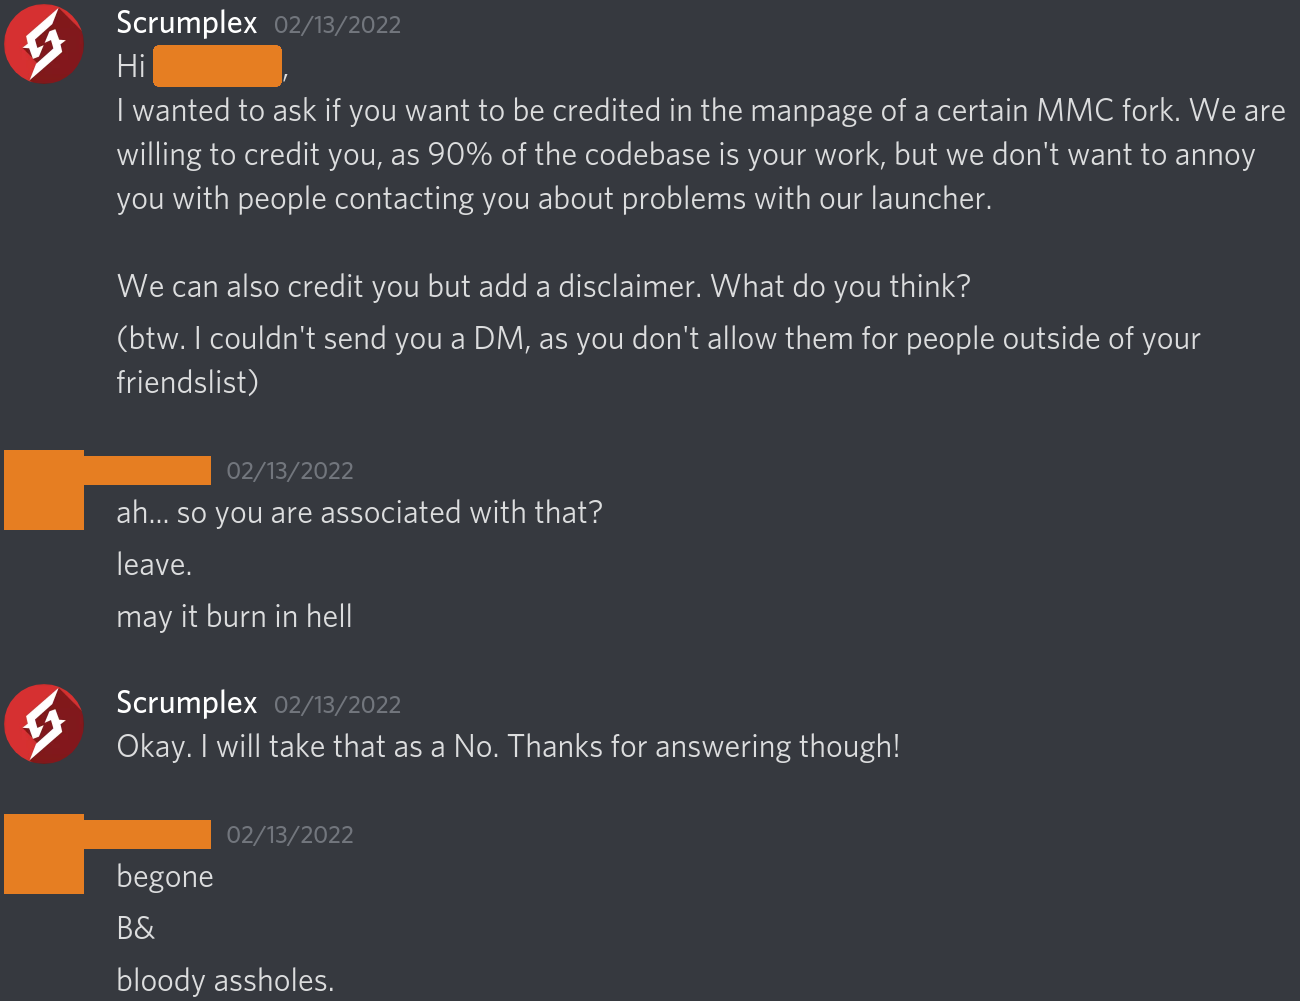 Scrumplex 02/13/2022
Hi ,
I wanted to ask if you want to be credited in the manpage of a certain MMC fork. We are
willing to credit you, as 90% of the codebase is your work, but we don't want to annoy
you with people contacting you about problems with our launcher.
We can also credit you but add a disclaimer. What do you think?
(btw. I couldn't send you a DM, as you don't allow them for people outside of your
friendslist)
02/13/2022
ah... so you are associated with that?
leave.
may it burn in hell
Scrumplex 02/13/2022
Okay. I will take that as a No. Thanks for answering though!
02/13/2022
begone
B&
bloody assholes.